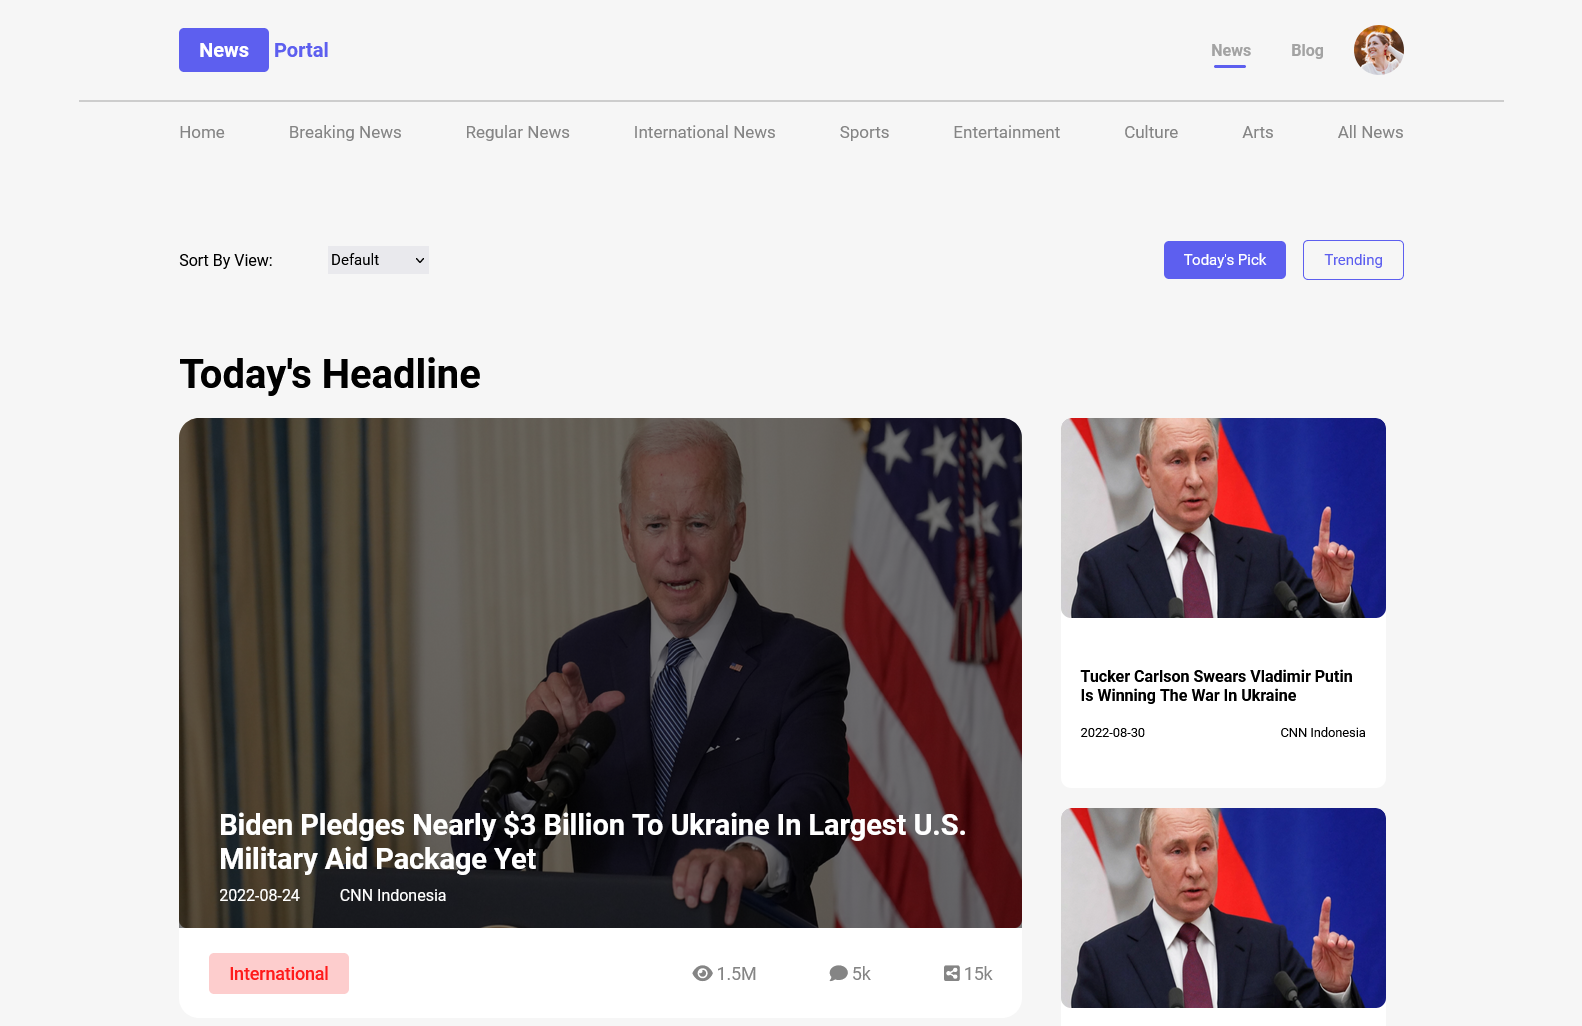 News Portal
News Blog
Home Breaking News Regular News International News Sports Entertainment Culture Arts All News
Sort By View: Default Today's Pick Trending
Today's Headline
Biden Pledges Nearly $3 Billion To Ukraine In Largest U.S.
Military Aid Package Yet
2022-08-24 CNN Indonesia
International 1.5M 5k 15k
Tucker Carlson Swears Vladimir Putin
Is Winning The War In Ukraine
2022-08-30 CNN Indonesia